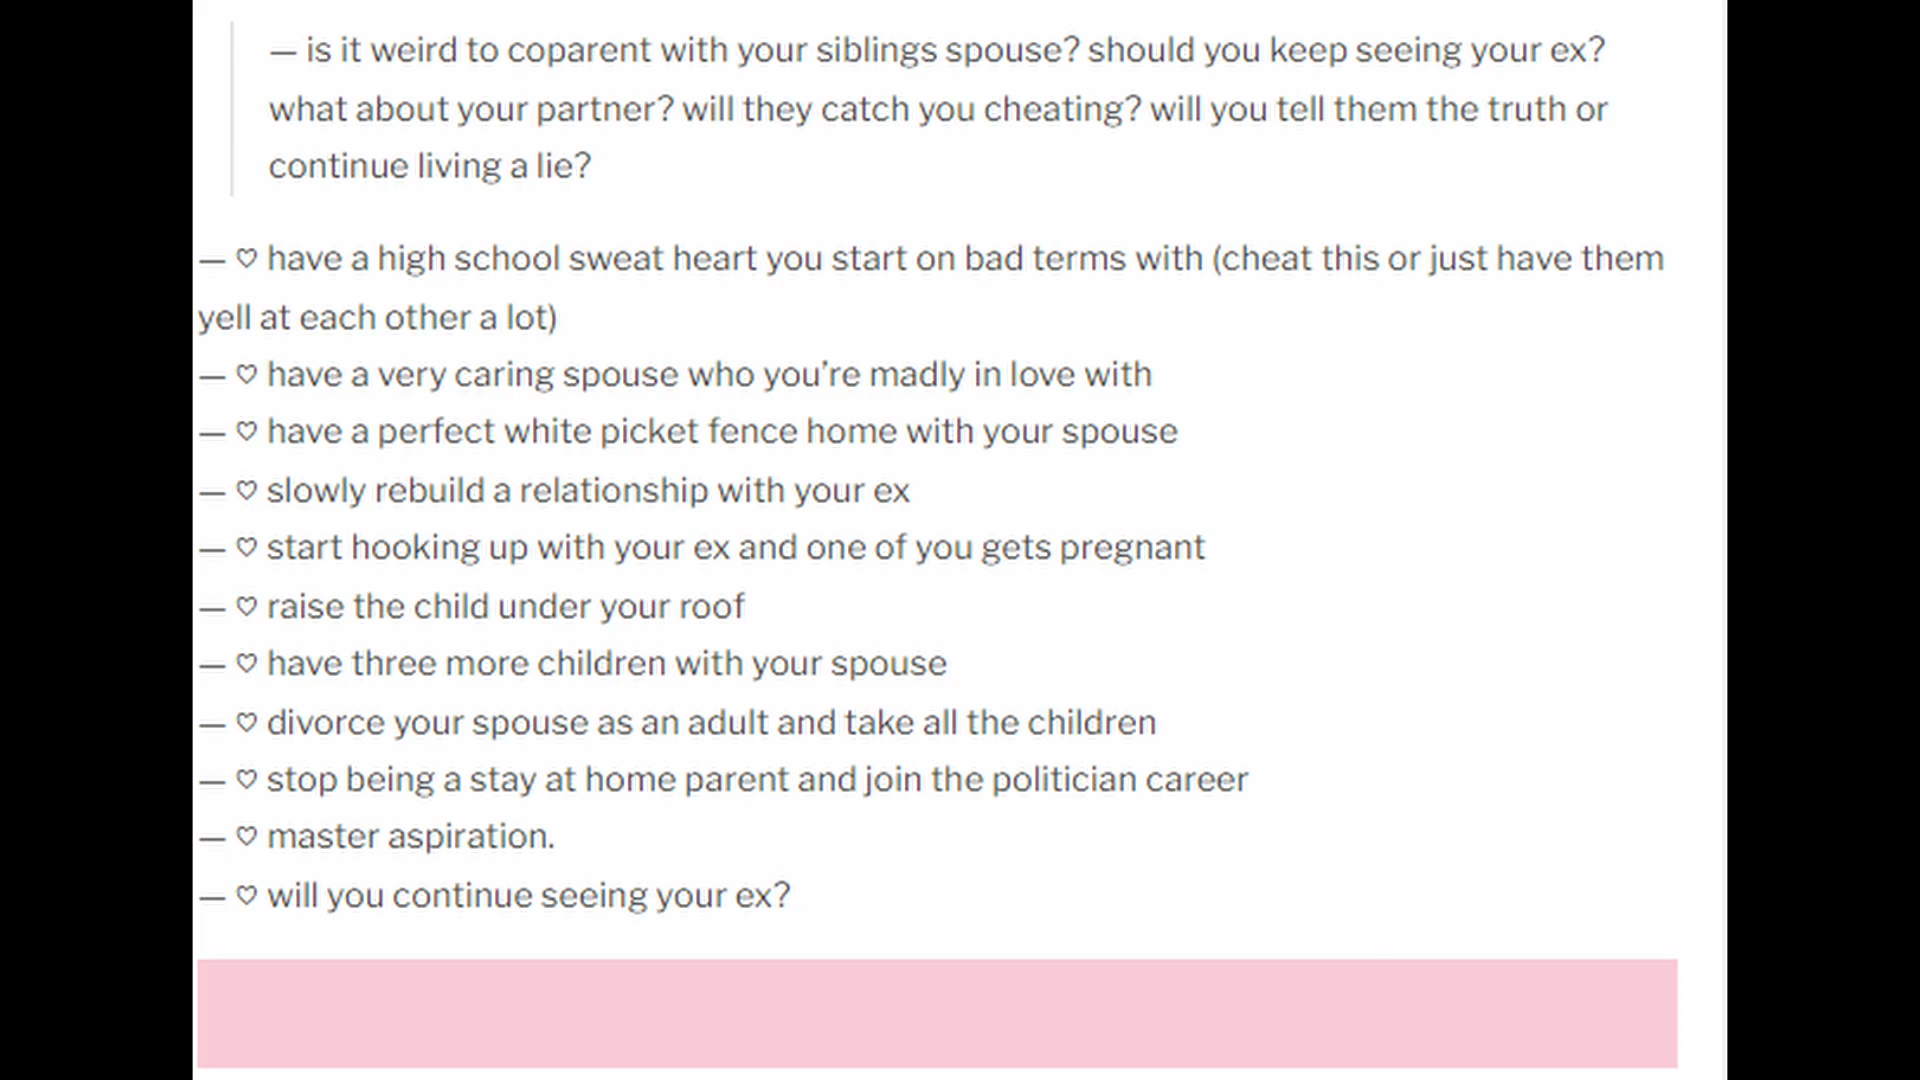 — is it weird to coparent with your siblings spouse? should you keep seeing your ex?
what about your partner? will they catch you cheating? will you tell them the truth or
continue living a lie?
— ♡ have a high school sweat heart you start on bad terms with (cheat this or just have them
yell at each other a lot)
— ♡ have a very caring spouse who you’re madly in love with
— ♡ have a perfect white picket fence home with your spouse
— ♡ slowly rebuild a relationship with your ex
— ♡ start hooking up with your ex and one of you gets pregnant
— ♡ raise the child under your roof
— ♡ have three more children with your spouse
— ♡ divorce your spouse as an adult and take all the children
— ♡ stop being a stay at home parent and join the politician career
— ♡ master aspiration.
— ♡ will you continue seeing your ex?